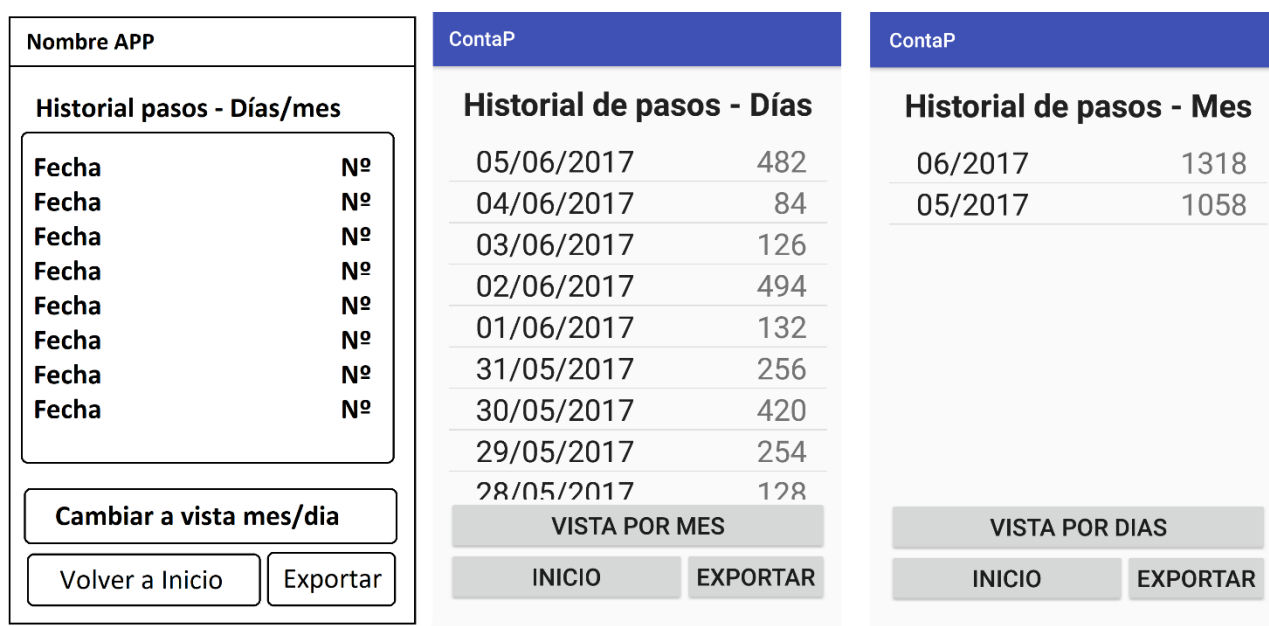 Nombre APP
Historial pasos - Días/mes
Fecha Nº
Fecha Nº
Fecha Nº
Fecha Nº
Fecha Nº
Fecha Nº
Fecha Nº
Fecha Nº
Cambiar a vista mes/dia
Volver a Inicio Exportar
ContaP
Historial de pasos - Días
05/06/2017 482
04/06/2017 84
03/06/2017 126
02/06/2017 494
01/06/2017 132
31/05/2017 256
30/05/2017 420
29/05/2017 254
28/05/2017 128
VISTA POR MES
INICIO EXPORTAR
ContaP
Historial de pasos - Mes
06/2017 1318
05/2017 1058
VISTA POR DIAS
INICIO EXPORTAR